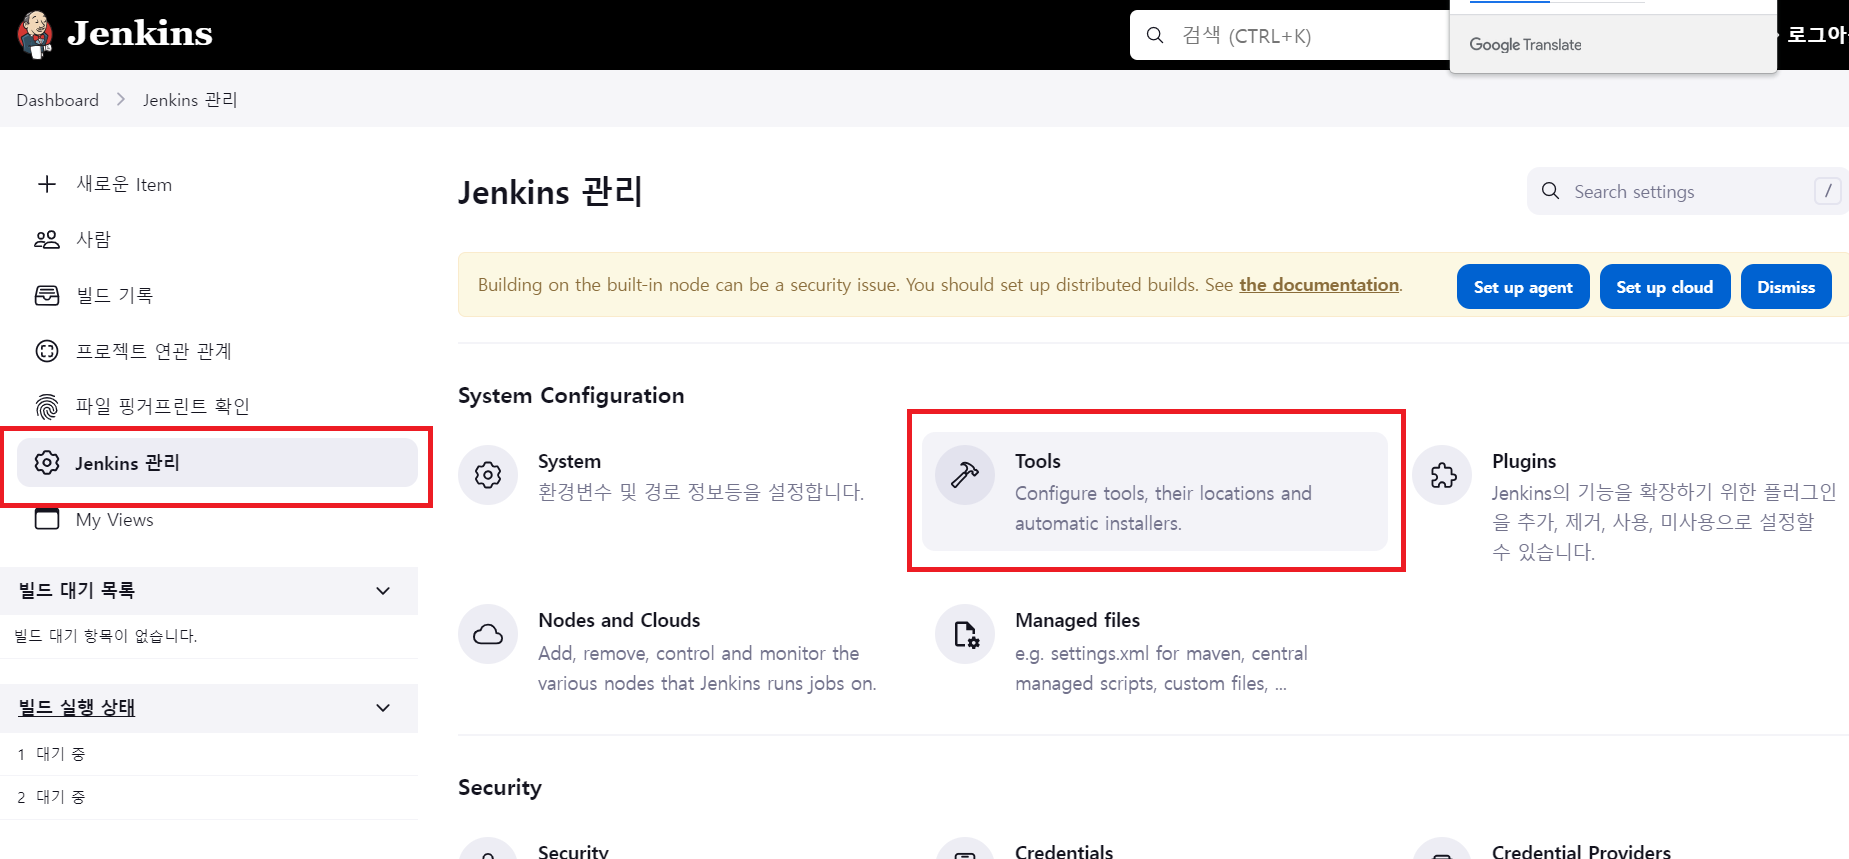 Jenkins
검색 (CTRL+K)
Google Translate
Dashboard
Jenkins 관리
새로운 Item
사람
빌드 기록
프로젝트 연관 관계
파일 핑거프린트 확인
Jenkins 관리
My Views
빌드 대기 목록
빌드 대기 항목이 없습니다.
빌드 실행 상태
1 대기 중
2 대기 중
Jenkins 관리
Search settings
/
Building on the built-in node can be a security issue. You should set up distributed builds. See the documentation.
Set up agent
Set up cloud
Dismiss
System Configuration
System
환경변수 및 경로 정보등을 설정합니다.
Tools
Configure tools, their locations and
automatic installers.
Plugins
Jenkins의 기능을 확장하기 위한 플러그인
을 추가, 제거, 사용, 미사용으로 설정할
수 있습니다.
Nodes and Clouds
Add, remove, control and monitor the
various nodes that Jenkins runs jobs on.
Managed files
e.g. settings.xml for maven, central
managed scripts, custom files, ...
Security
Security
Credentials
Credential Providers